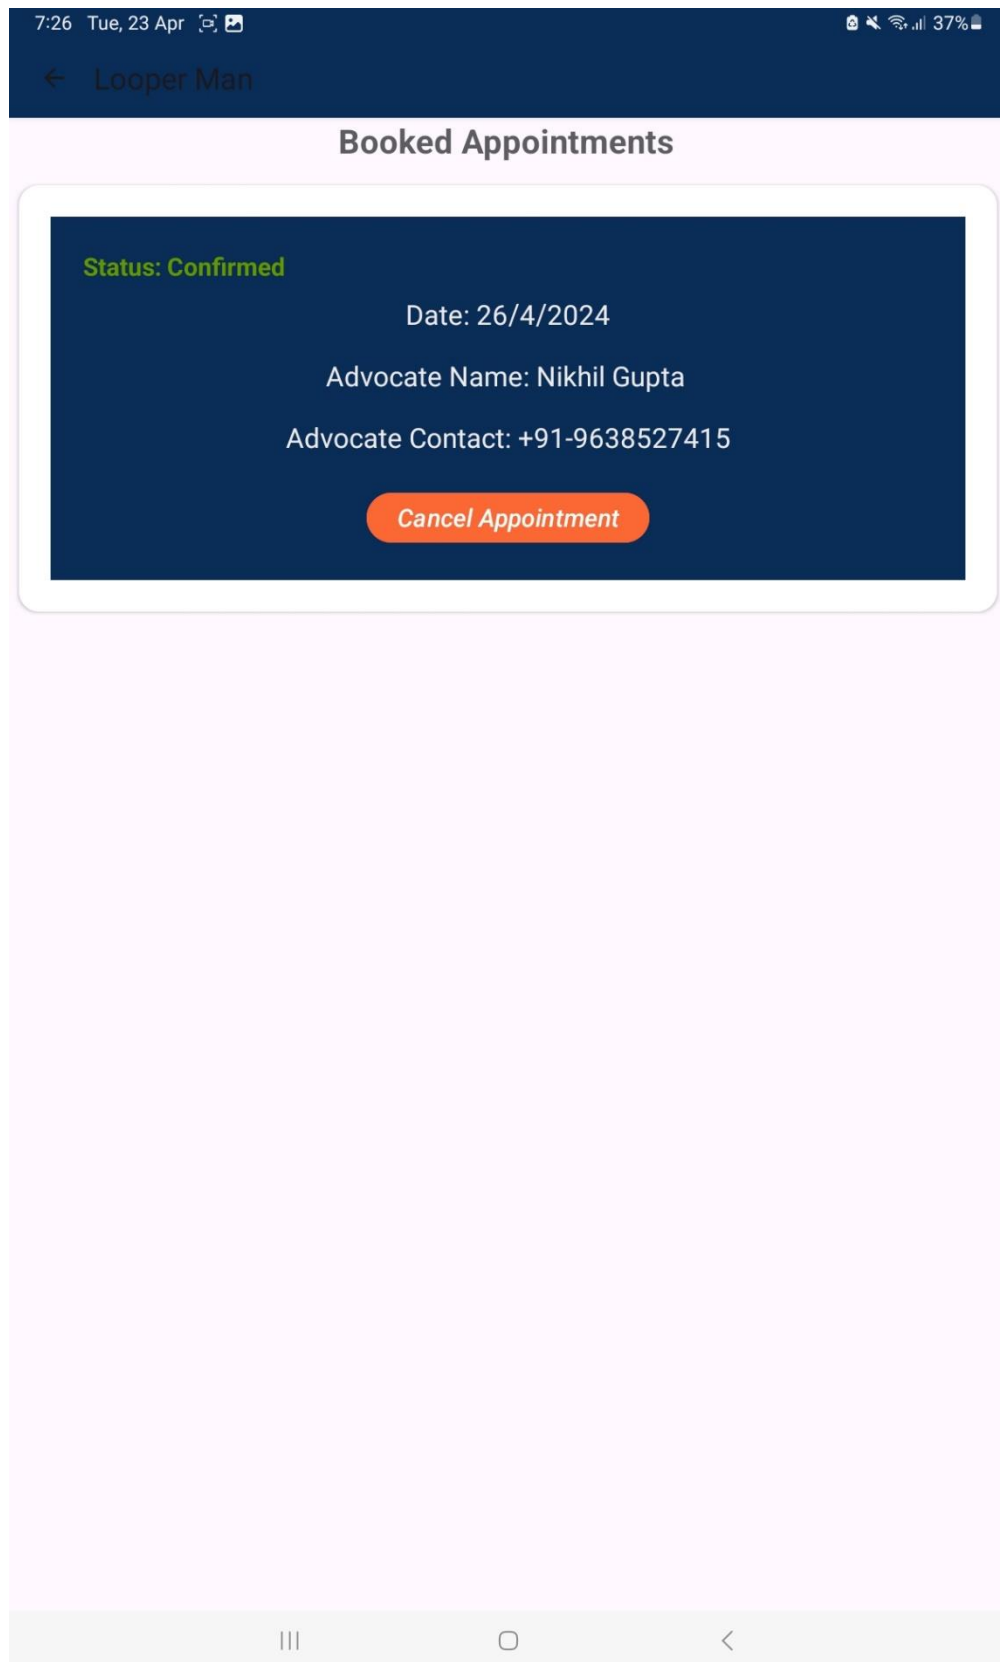 7:26 Tue, 23 Apr 37%
Looper Man
Booked Appointments
Status: Confirmed
Date: 26/4/2024
Advocate Name: Nikhil Gupta
Advocate Contact: +91-9638527415
Cancel Appointment